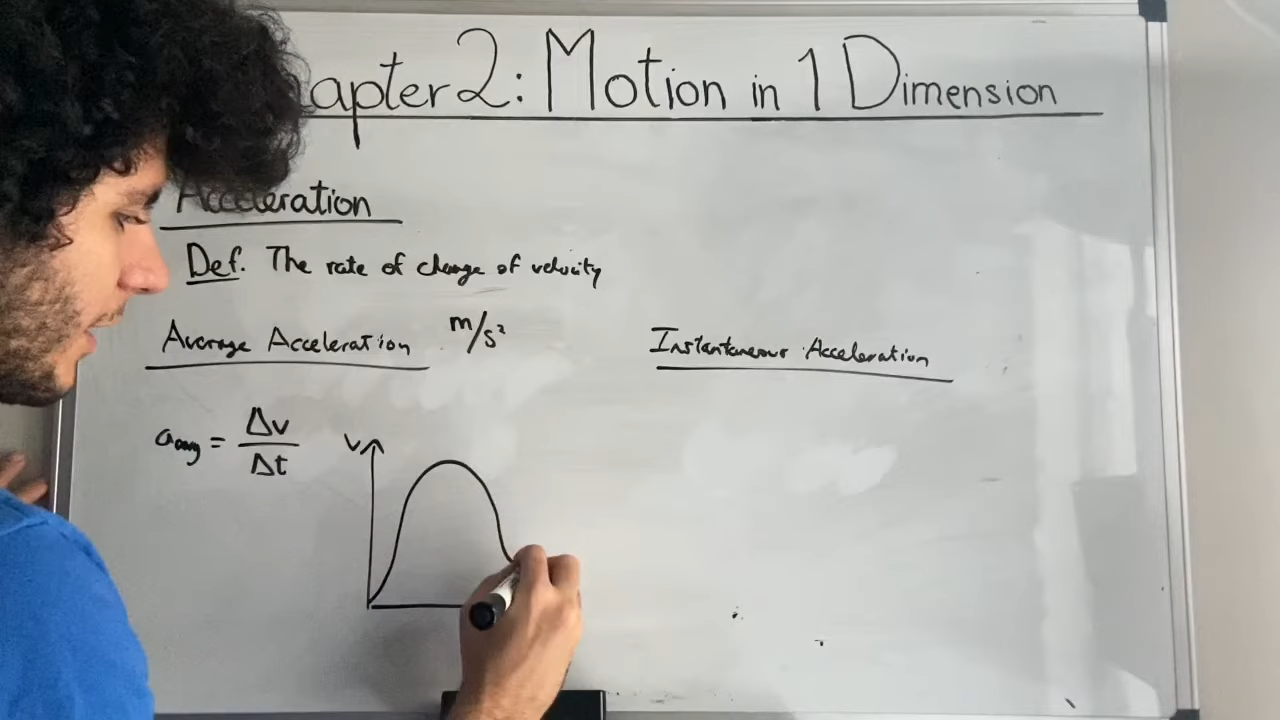 hapter 2: Motion in 1 Dimension
Acceleration
Def. The rate of change of velocity
Average Acceleration m/s²
Instantaneous Acceleration
a_avg = Δv/Δt
v